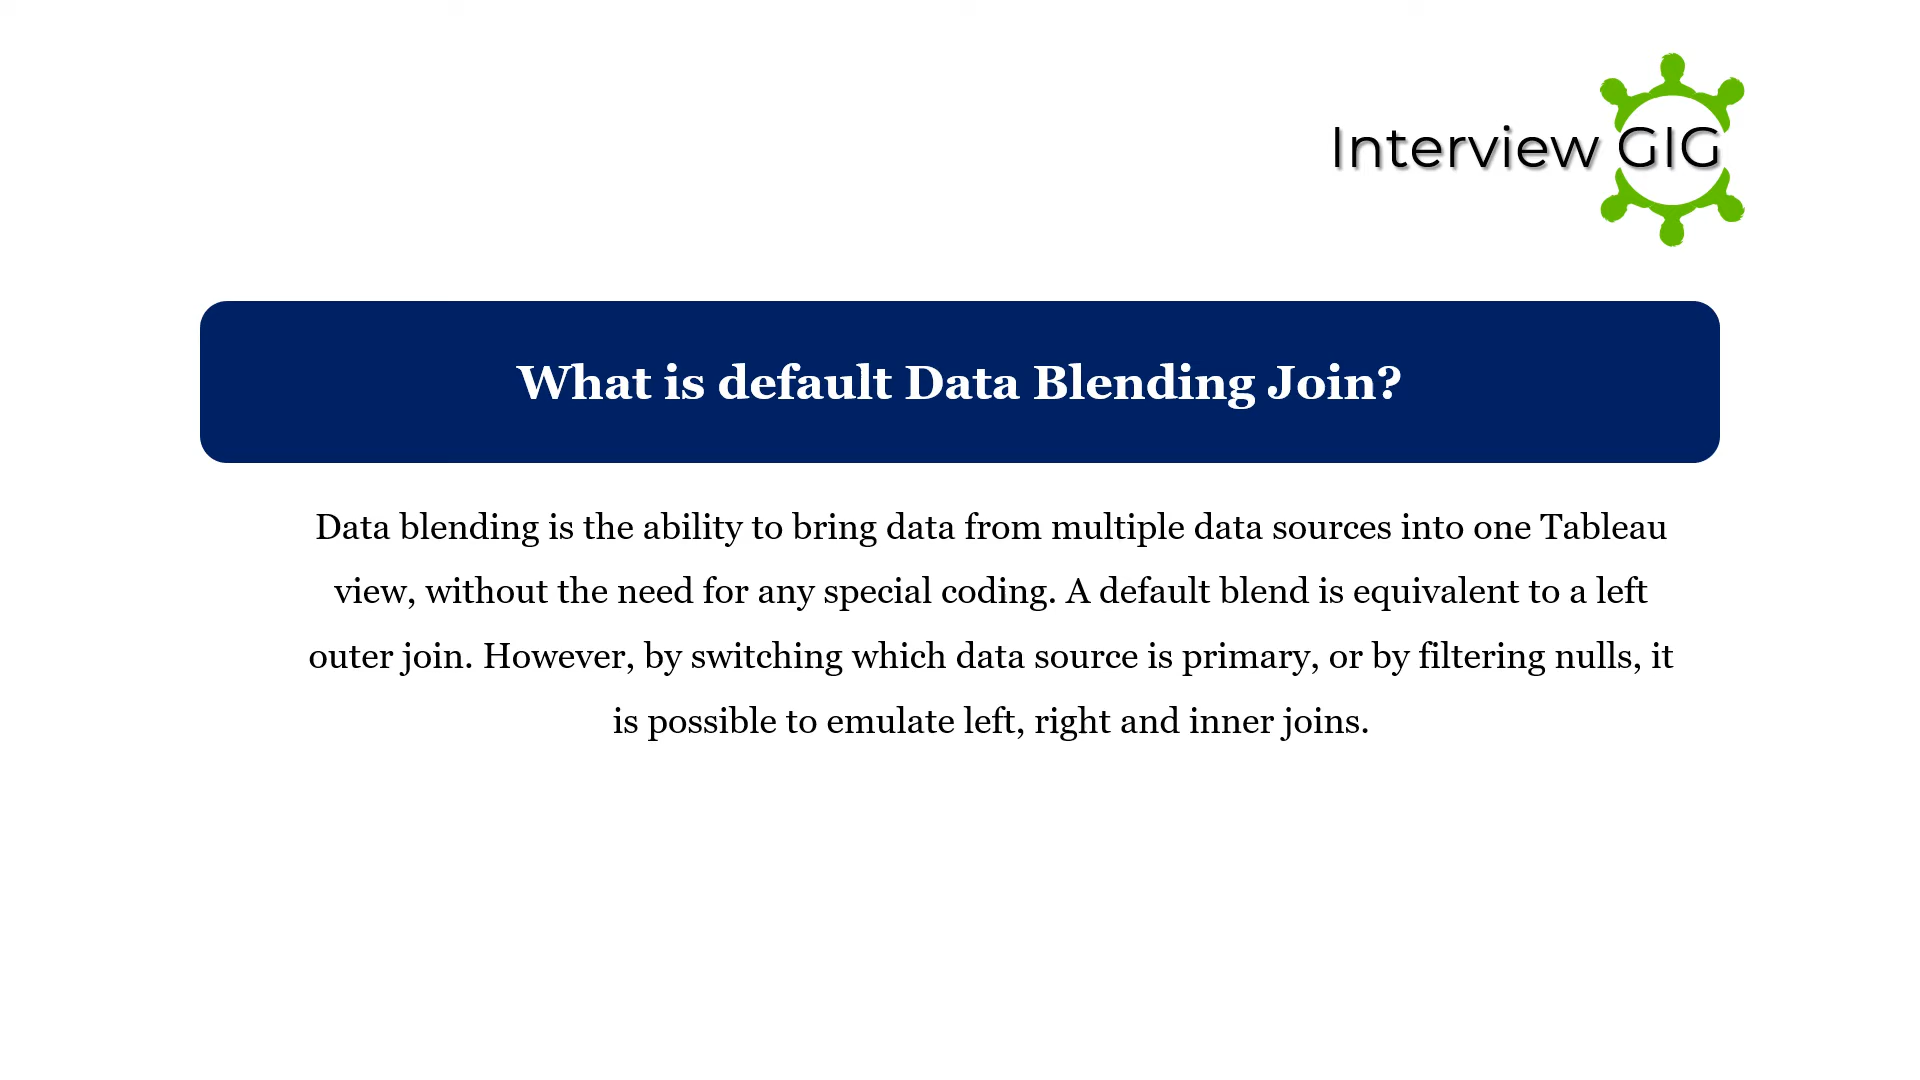 Interview GIG
What is default Data Blending Join?
Data blending is the ability to bring data from multiple data sources into one Tableau
view, without the need for any special coding. A default blend is equivalent to a left
outer join. However, by switching which data source is primary, or by filtering nulls, it
is possible to emulate left, right and inner joins.